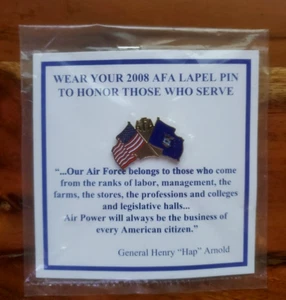 WEAR YOUR 2008 AFA LAPEL PIN
TO HONOR THOSE WHO SERVE
“...Our Air Force belongs to those who come
from the ranks of labor, management, the
farms, the stores, the professions and colleges
and legislative halls...
Air Power will always be the business of
every American citizen.”
General Henry “Hap” Arnold